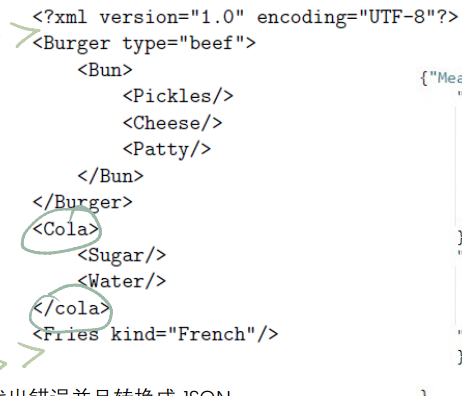 <?xml version="1.0" encoding="UTF-8"?>
<Burger type="beef">
<Bun>
<Pickles/>
<Cheese/>
<Patty/>
</Bun>
</Burger>
<Cola>
<Sugar/>
<Water/>
</cola>
<Fries kind="French"/>
出错误并且转换成 JSON
{"Mea
"
}
"
"
}
}